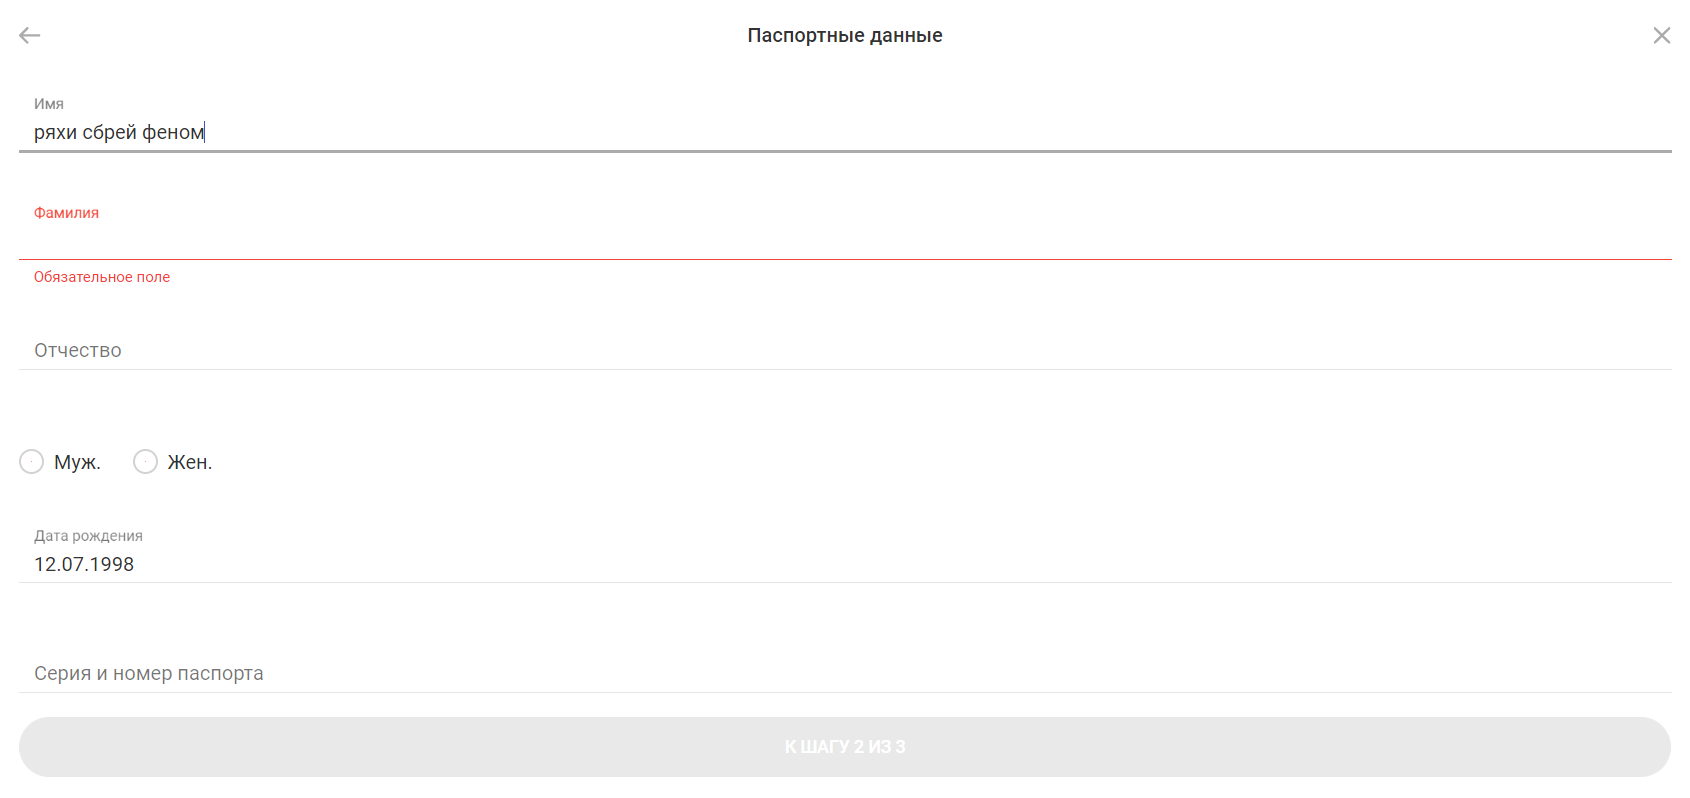 Паспортные данные
Имя
ряхи сбрей феном
Фамилия
Обязательное поле
Отчество
Муж. Жен.
Дата рождения
12.07.1998
Серия и номер паспорта
К ШАГУ 2 ИЗ 3